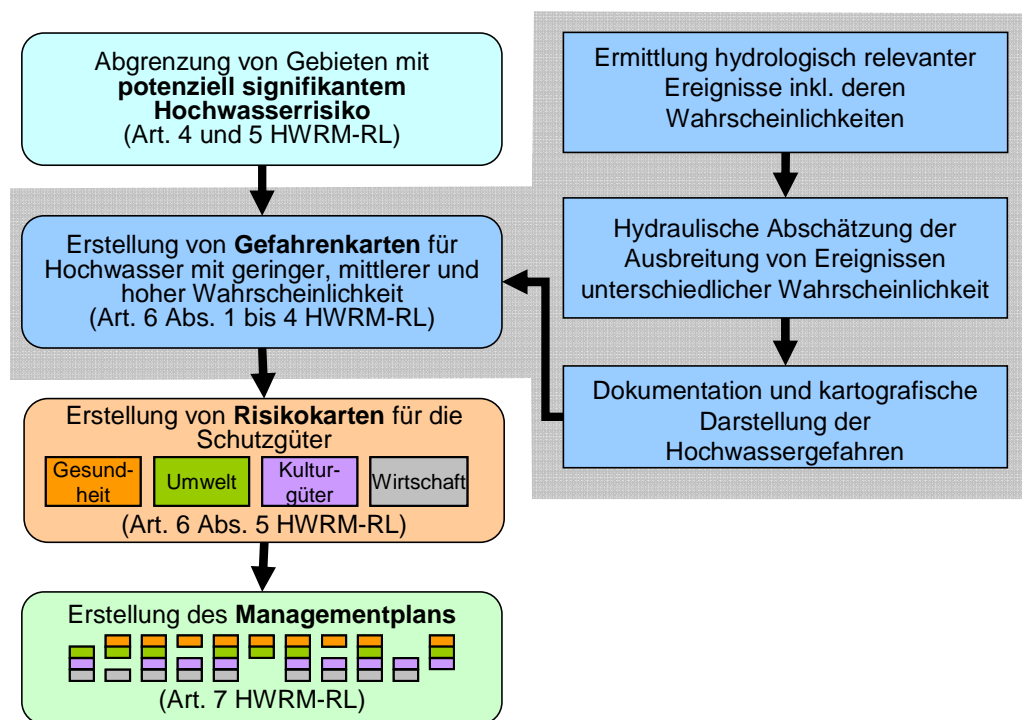 Abgrenzung von Gebieten mit
potenziell signifikantem
Hochwasserrisiko
(Art. 4 und 5 HWRM-RL)
Erstellung von Gefahrenkarten für
Hochwasser mit geringer, mittlerer und
hoher Wahrscheinlichkeit
(Art. 6 Abs. 1 bis 4 HWRM-RL)
Erstellung von Risikokarten für die
Schutzgüter
Gesund-
heit
Umwelt
Kultur-
güter
Wirtschaft
(Art. 6 Abs. 5 HWRM-RL)
Erstellung des Managementplans
(Art. 7 HWRM-RL)
Ermittlung hydrologisch relevanter
Ereignisse inkl. deren
Wahrscheinlichkeiten
Hydraulische Abschätzung der
Ausbreitung von Ereignissen
unterschiedlicher Wahrscheinlichkeit
Dokumentation und kartografische
Darstellung der
Hochwassergefahren